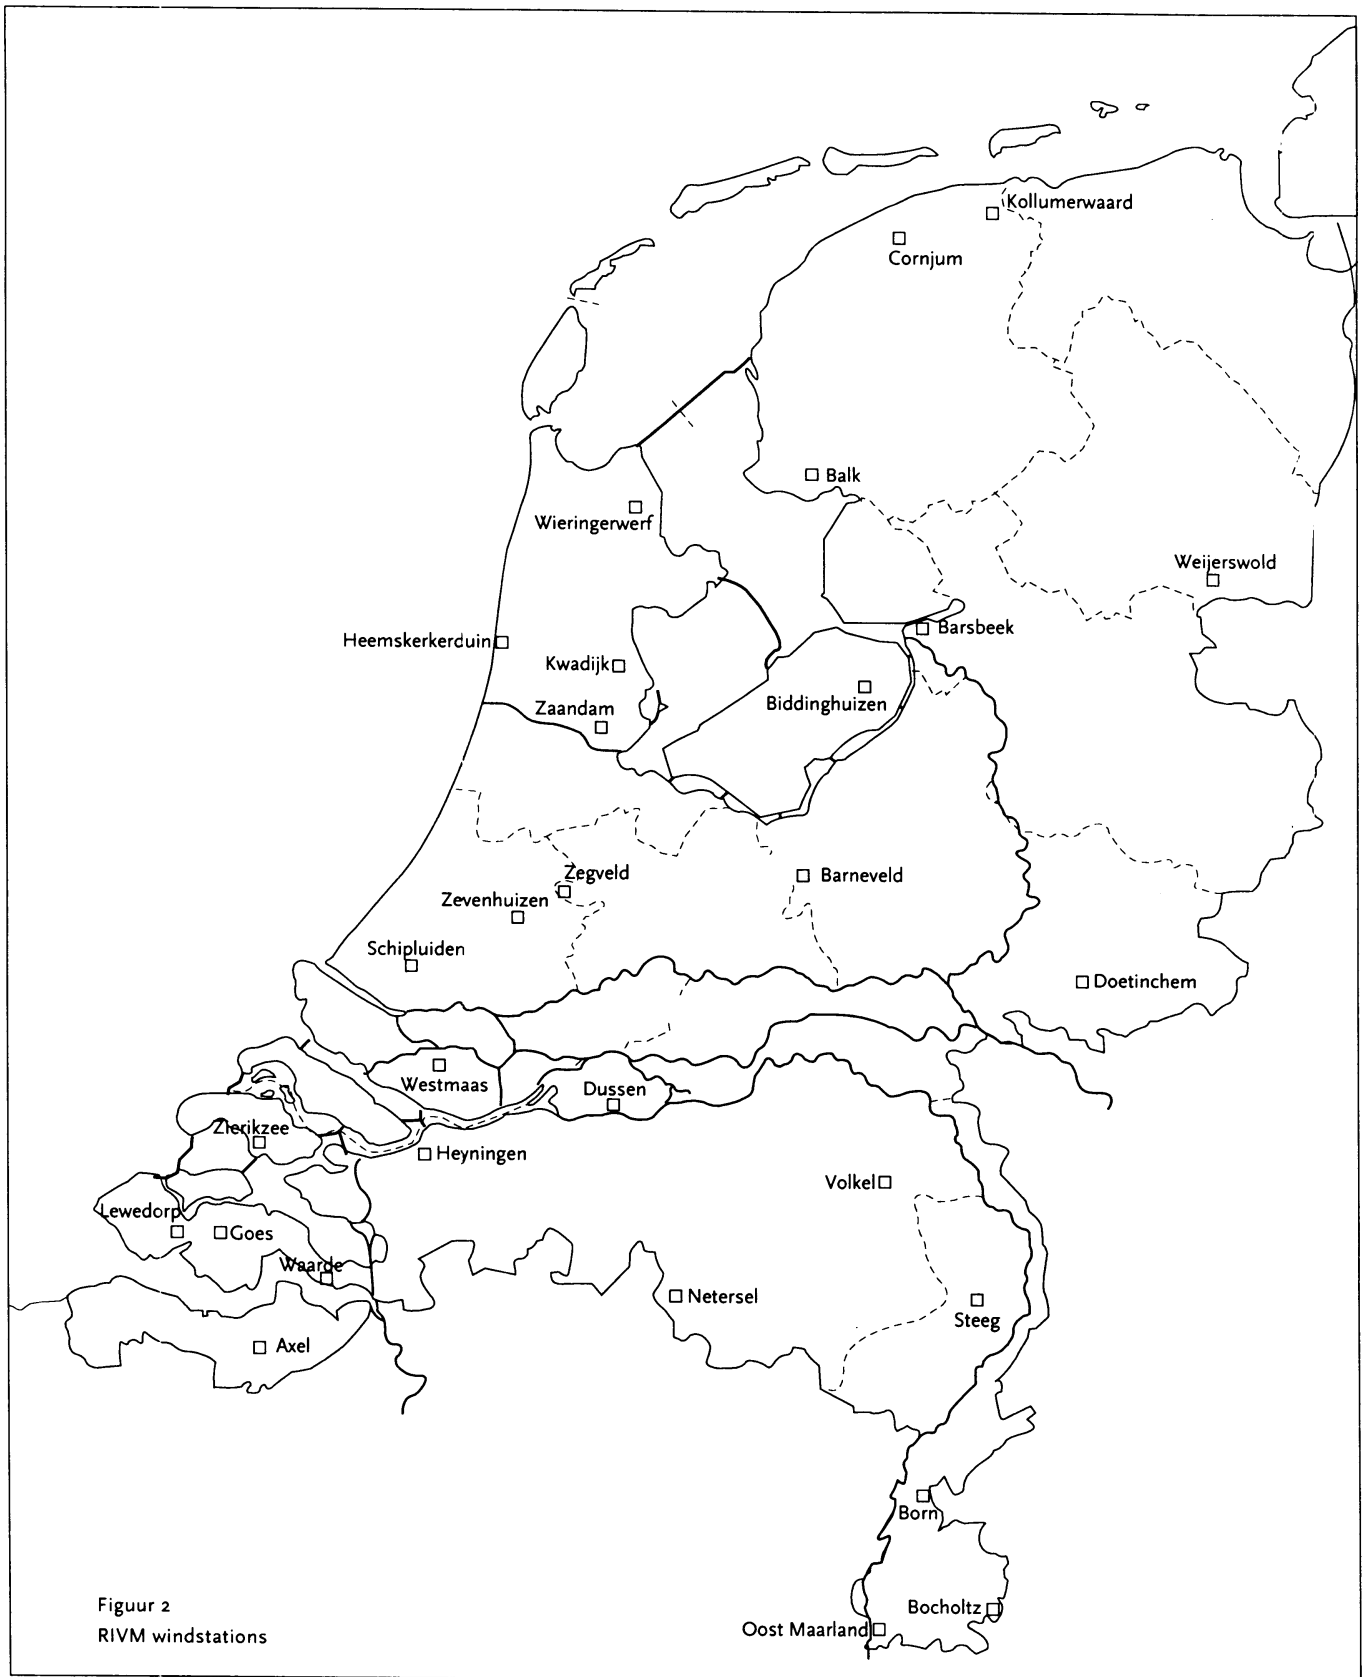 Kollumerwaard
Cornjum
Balk
Wieringerwerf
Weijerswold
Barsbeek
Heemskerkerduin
Kwadijk
Biddinghuizen
Zaandam
Zegveld
Barneveld
Zevenhuizen
Schipluiden
Doetinchem
Westmaas
Dussen
Zierikzee
Heyningen
Volkel
Lewedorp
Goes
Waarde
Netersel
Steeg
Axel
Born
Bocholtz
Oost Maarland
Figuur 2
RIVM windstations